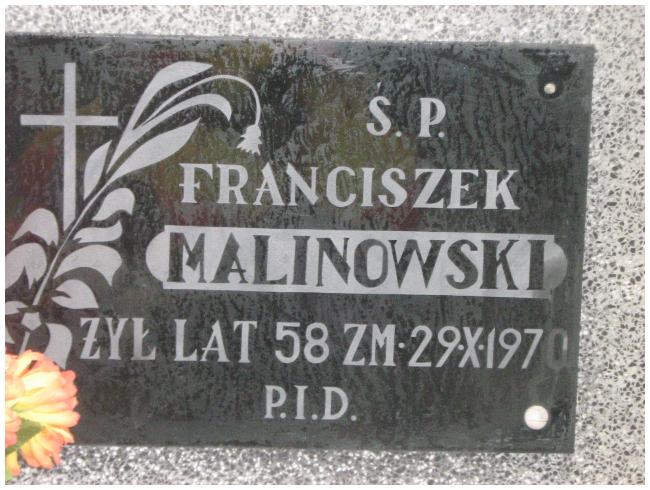 Ś. P.
FRANCISZEK
MALINOWSKI
ŻYŁ LAT 58 ZM·29·X·1970
P.I.D.